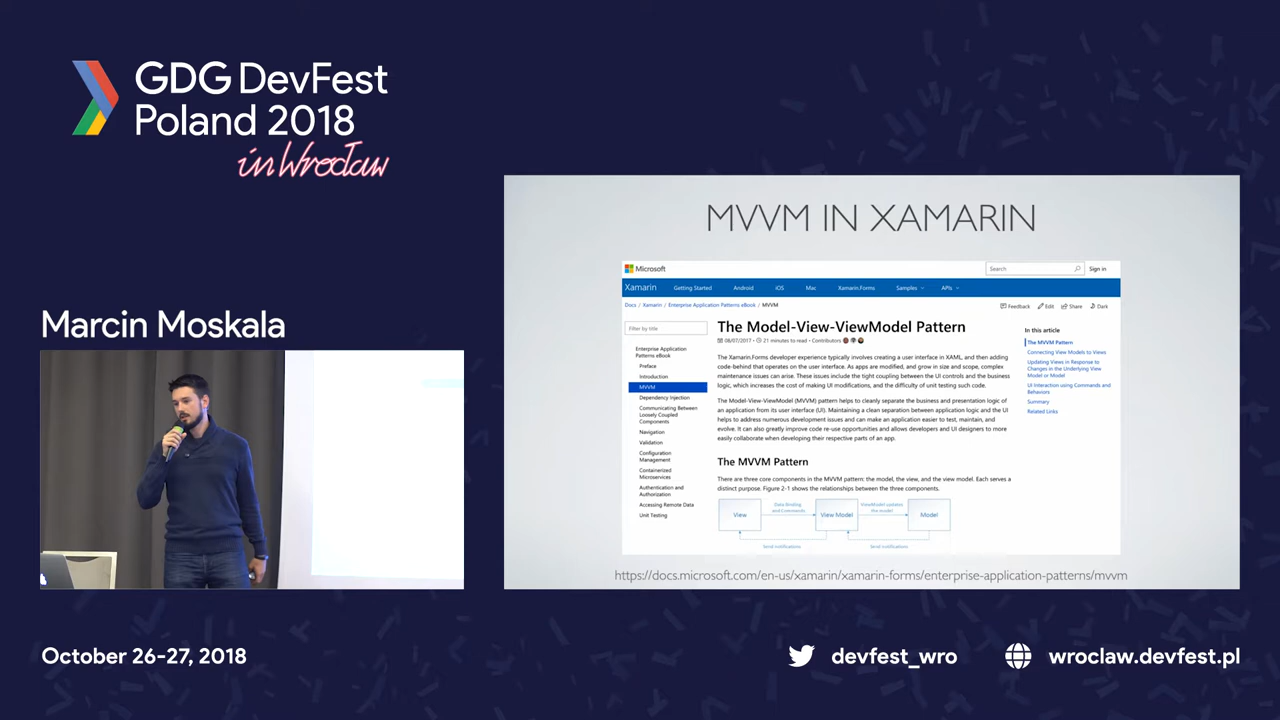 GDG DevFest
Poland 2018
in Wrocław
Marcin Moskala
MVVM IN XAMARIN
Microsoft
Search
Sign in
Xamarin
Getting Started
Android
iOS
Mac
Xamarin.Forms
Samples
APIs
Docs / Xamarin / Enterprise Application Patterns eBook / MVVM
Feedback
Edit
Share
Dark
Filter by title
Enterprise Application
Patterns eBook
Preface
Introduction
MVVM
Dependency Injection
Communicating Between
Loosely Coupled
Components
Navigation
Validation
Configuration
Management
Containerized
Microservices
Authentication and
Authorization
Accessing Remote Data
Unit Testing
The Model-View-ViewModel Pattern
08/07/2017 • 21 minutes to read • Contributors
The Xamarin.Forms developer experience typically involves creating a user interface in XAML, and then adding
code-behind that operates on the user interface. As apps are modified, and grow in size and scope, complex
maintenance issues can arise. These issues include the tight coupling between the UI controls and the business
logic, which increases the cost of making UI modifications, and the difficulty of unit testing such code.
The Model-View-ViewModel (MVVM) pattern helps to cleanly separate the business and presentation logic of
an application from its user interface (UI). Maintaining a clean separation between application logic and the UI
helps to address numerous development issues and can make an application easier to test, maintain, and
evolve. It can also greatly improve code re-use opportunities and allows developers and UI designers to more
easily collaborate when developing their respective parts of an app.
The MVVM Pattern
There are three core components in the MVVM pattern: the model, the view, and the view model. Each serves a
distinct purpose. Figure 2-1 shows the relationships between the three components.
View
Data Binding
and Commands
View Model
ViewModel updates
the model
Model
Send notifications
Send notifications
In this article
The MVVM Pattern
Connecting View Models to Views
Updating Views in Response to
Changes in the Underlying View
Model or Model
UI Interaction using Commands and
Behaviors
Summary
Related Links
https://docs.microsoft.com/en-us/xamarin/xamarin-forms/enterprise-application-patterns/mvvm
October 26-27, 2018
devfest_wro
wroclaw.devfest.pl